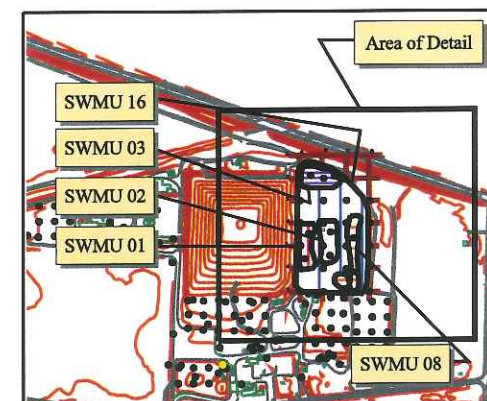 Area of Detail
SWMU 16
SWMU 03
SWMU 02
SWMU 01
SWMU 08